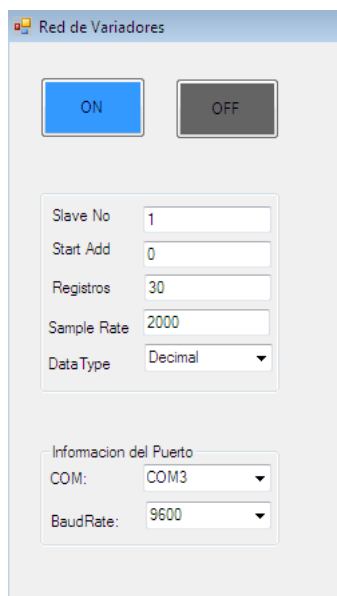 Red de Variadores
ON OFF
Slave No 1
Start Add 0
Registros 30
Sample Rate 2000
DataType Decimal
Informacion del Puerto
COM: COM3
BaudRate: 9600